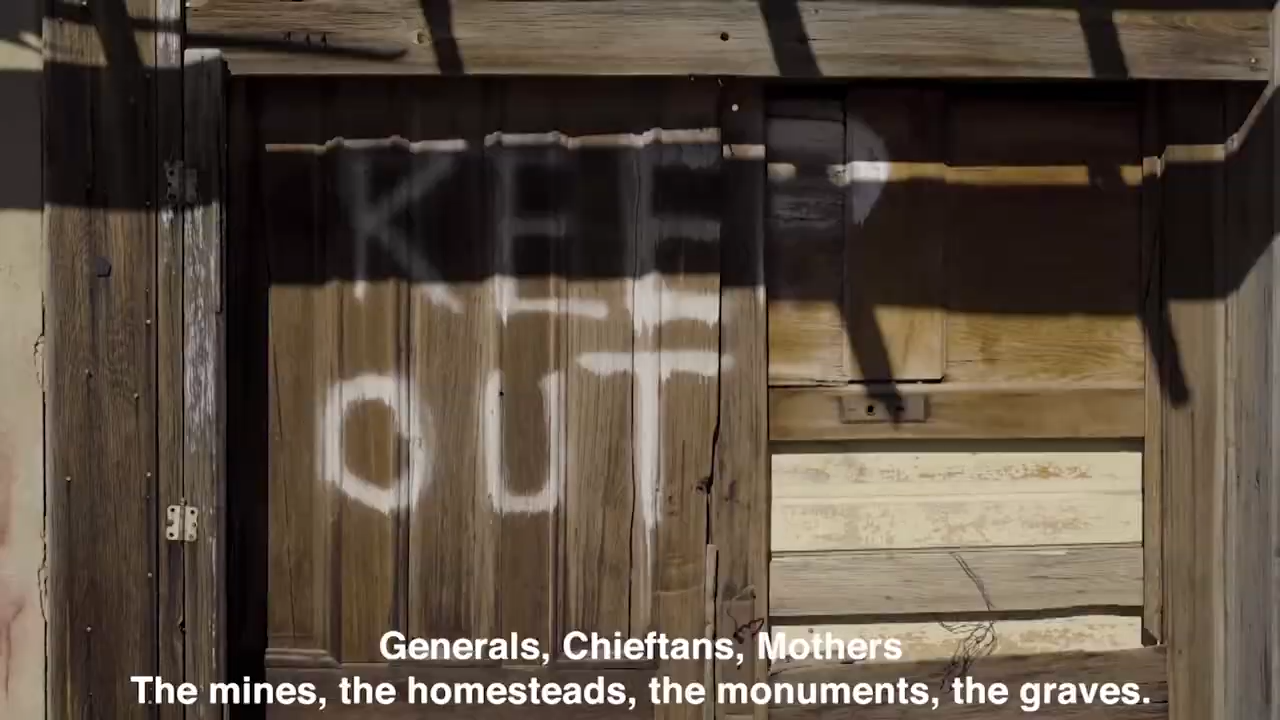 KEEP
OUT
Generals, Chieftans, Mothers
The mines, the homesteads, the monuments, the graves.